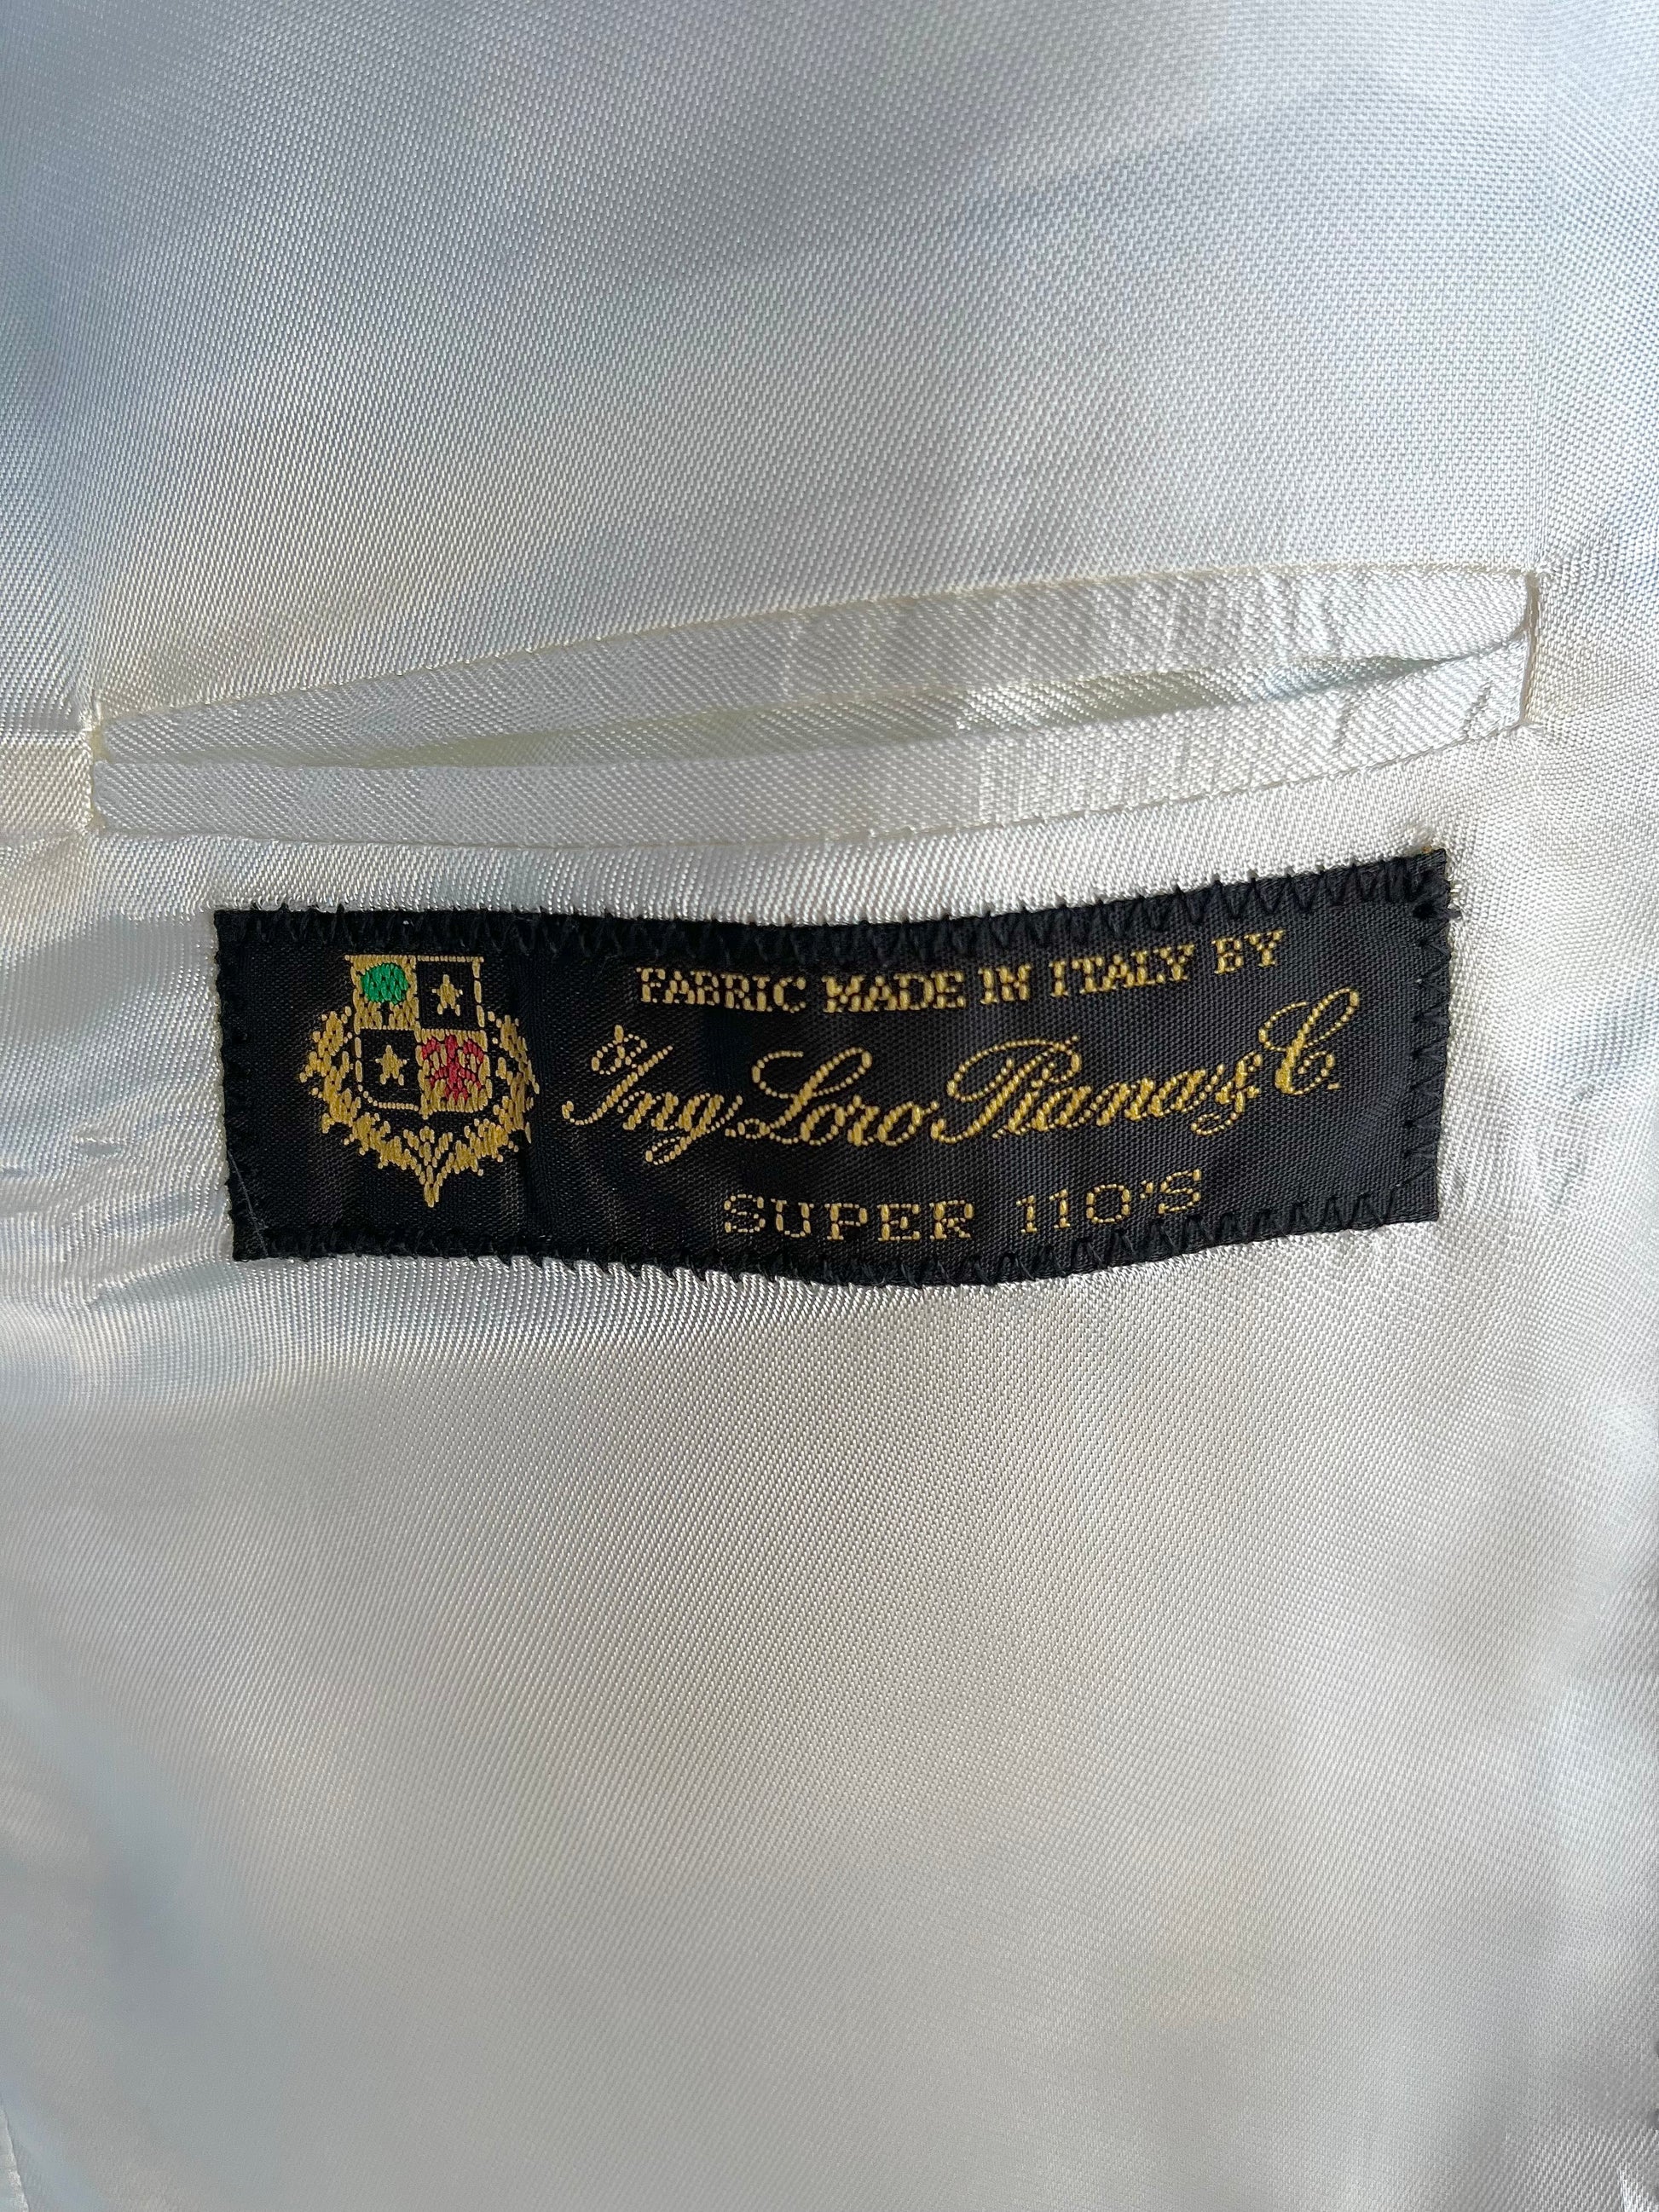 FABRIC MADE IN ITALY BY
Ing Loro Piana & C.
SUPER 110'S